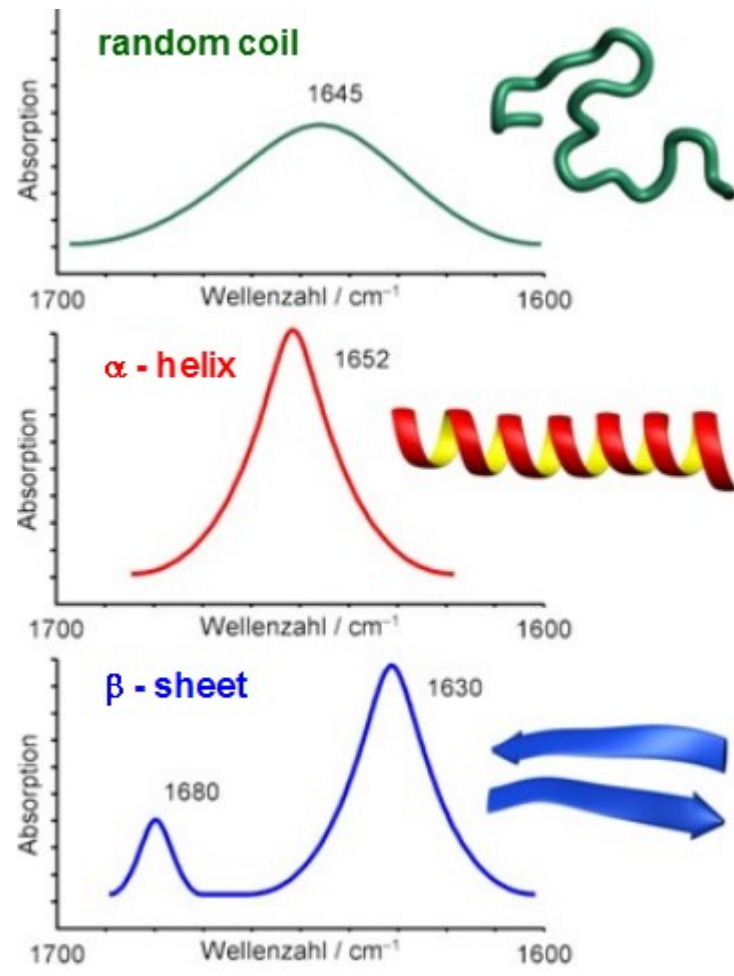 random coil
1645
Absorption
1700 Wellenzahl / cm⁻¹ 1600
α - helix
1652
Absorption
1700 Wellenzahl / cm⁻¹ 1600
β - sheet
1630
1680
Absorption
1700 Wellenzahl / cm⁻¹ 1600